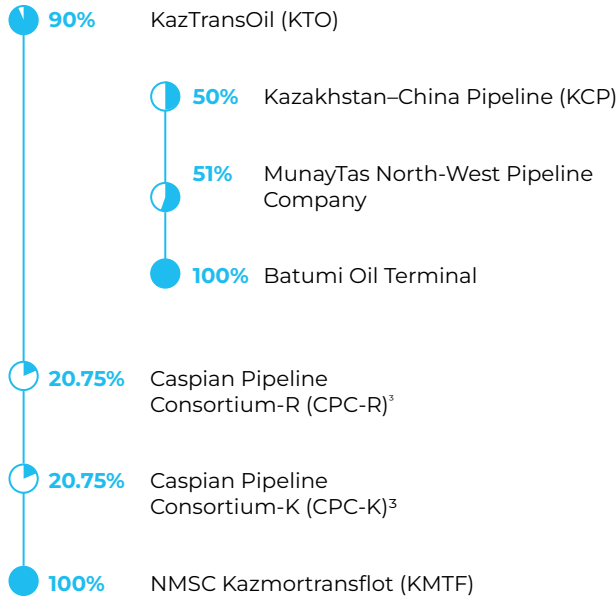 90% KazTransOil (KTO)
50% Kazakhstan–China Pipeline (KCP)
51% MunayTas North-West Pipeline
Company
100% Batumi Oil Terminal
20.75% Caspian Pipeline
Consortium-R (CPC-R)³
20.75% Caspian Pipeline
Consortium-K (CPC-K)³
100% NMSC Kazmortransflot (KMTF)